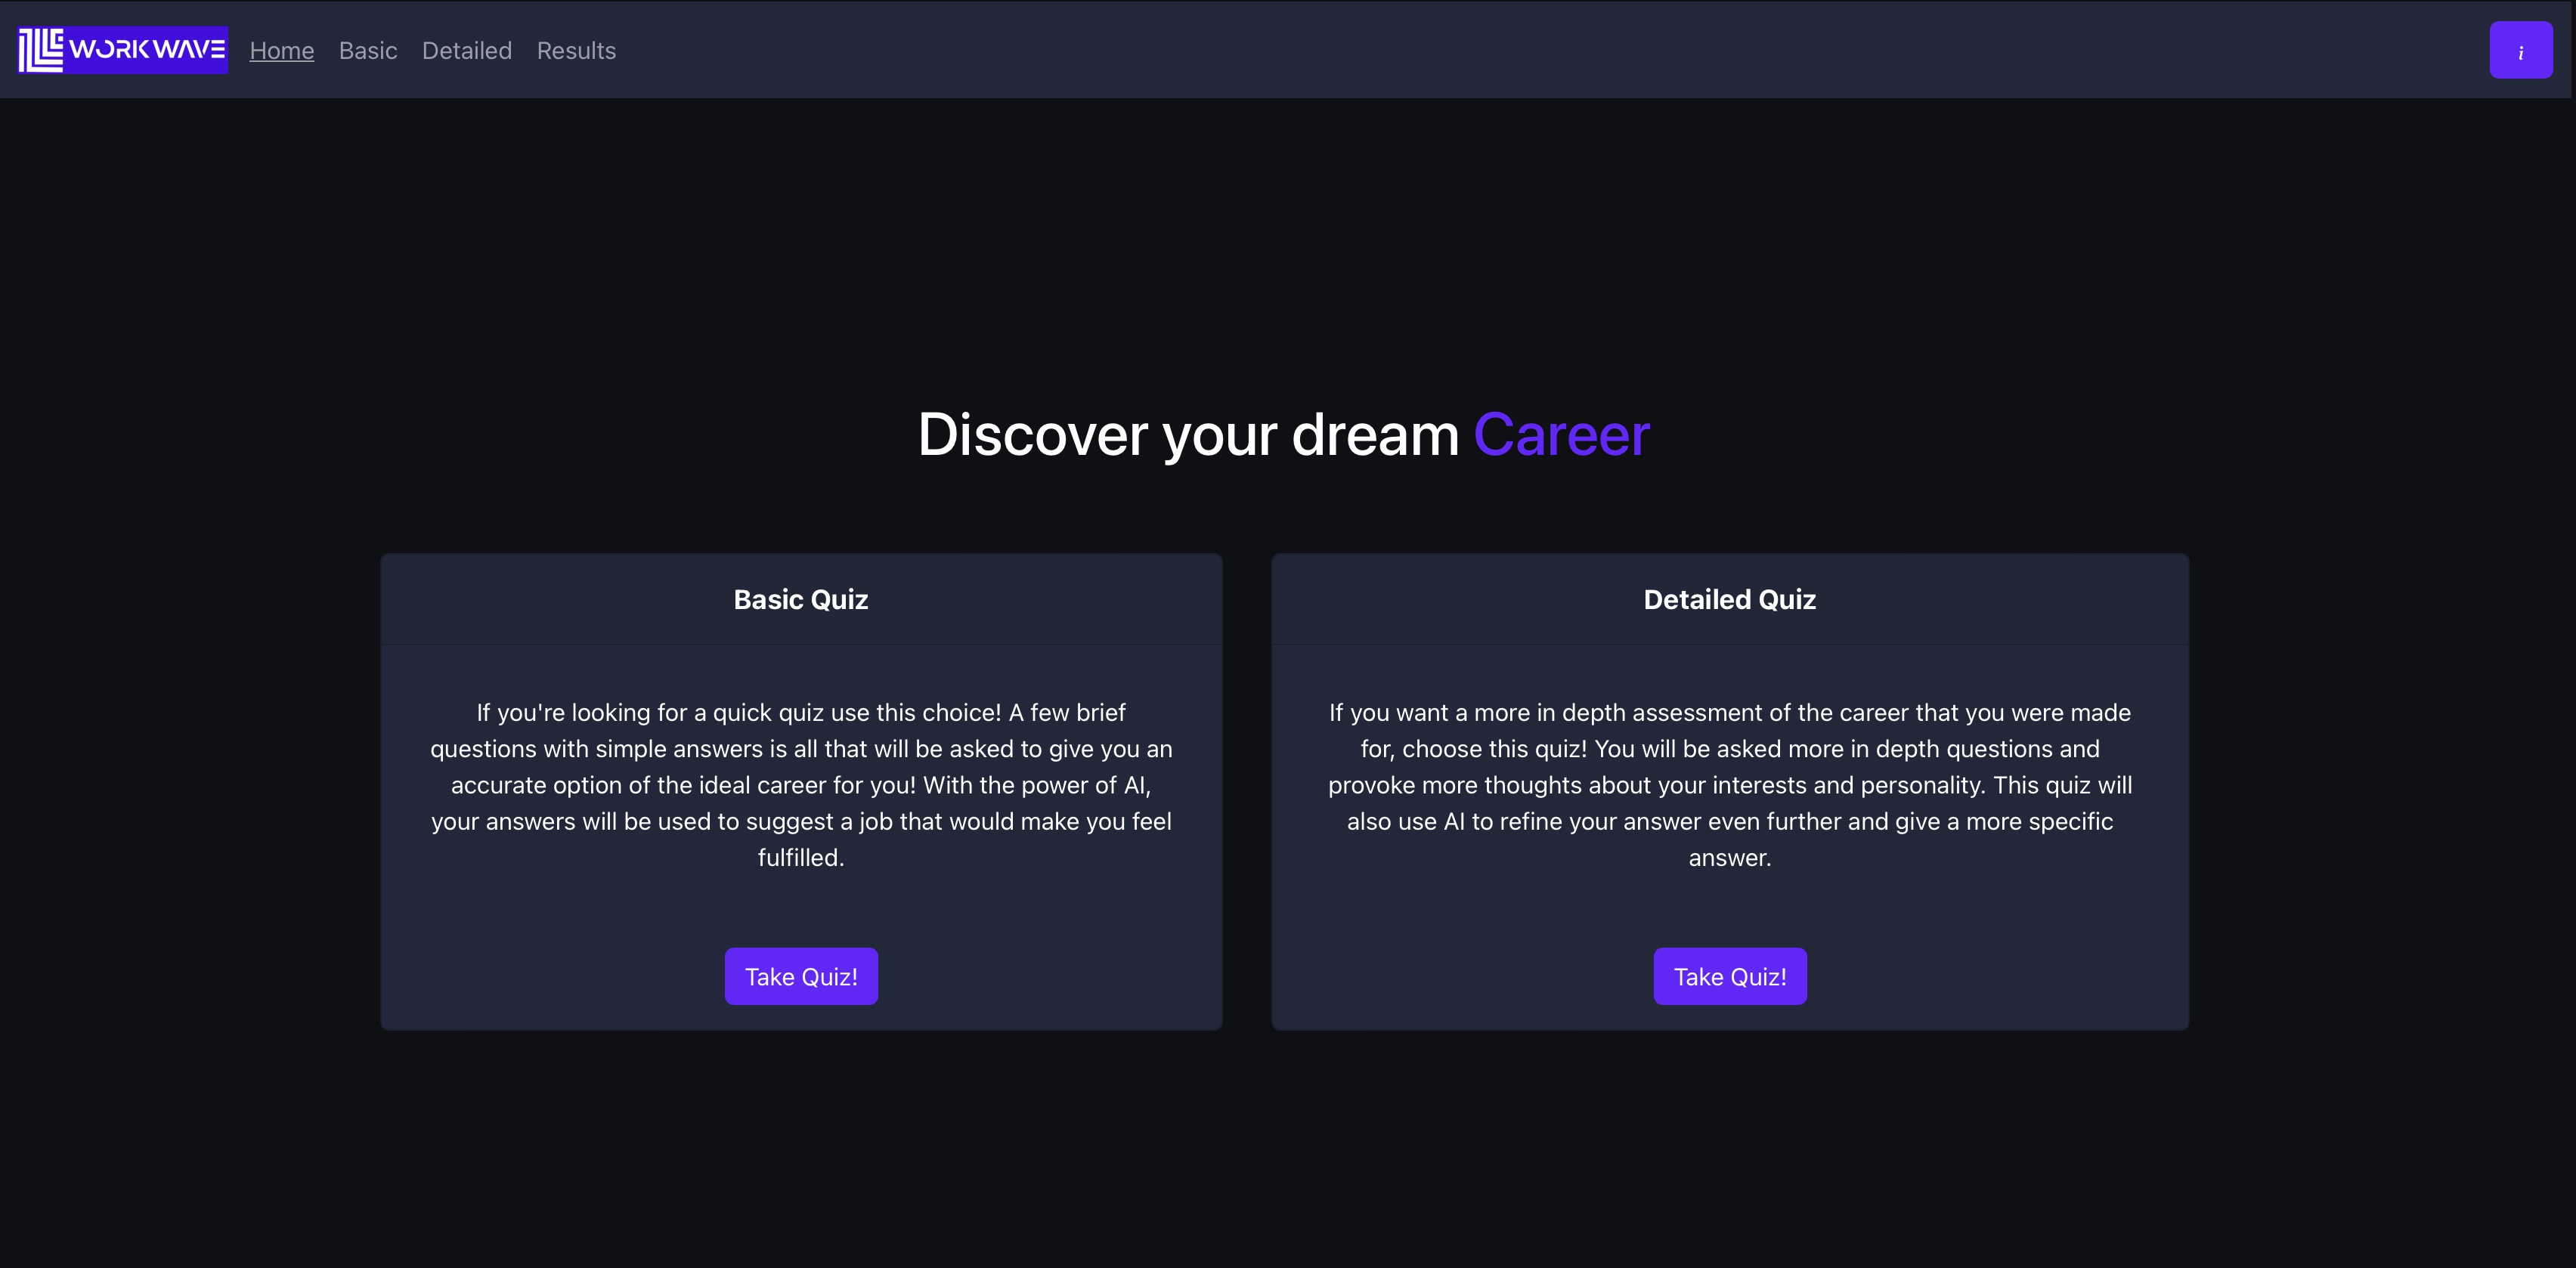 WORKWAVE Home Basic Detailed Results i
Discover your dream Career
Basic Quiz
If you're looking for a quick quiz use this choice! A few brief
questions with simple answers is all that will be asked to give you an
accurate option of the ideal career for you! With the power of AI,
your answers will be used to suggest a job that would make you feel
fulfilled.
Take Quiz!
Detailed Quiz
If you want a more in depth assessment of the career that you were made
for, choose this quiz! You will be asked more in depth questions and
provoke more thoughts about your interests and personality. This quiz will
also use AI to refine your answer even further and give a more specific
answer.
Take Quiz!